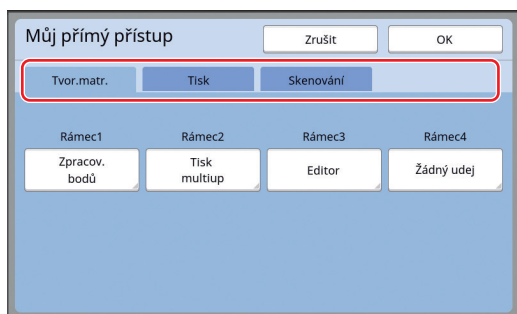 Můj přímý přístup
Zrušit
OK
Tvor.matr.
Tisk
Skenování
Rámec1
Rámec2
Rámec3
Rámec4
Zpracov.
bodů
Tisk
multiup
Editor
Žádný udej